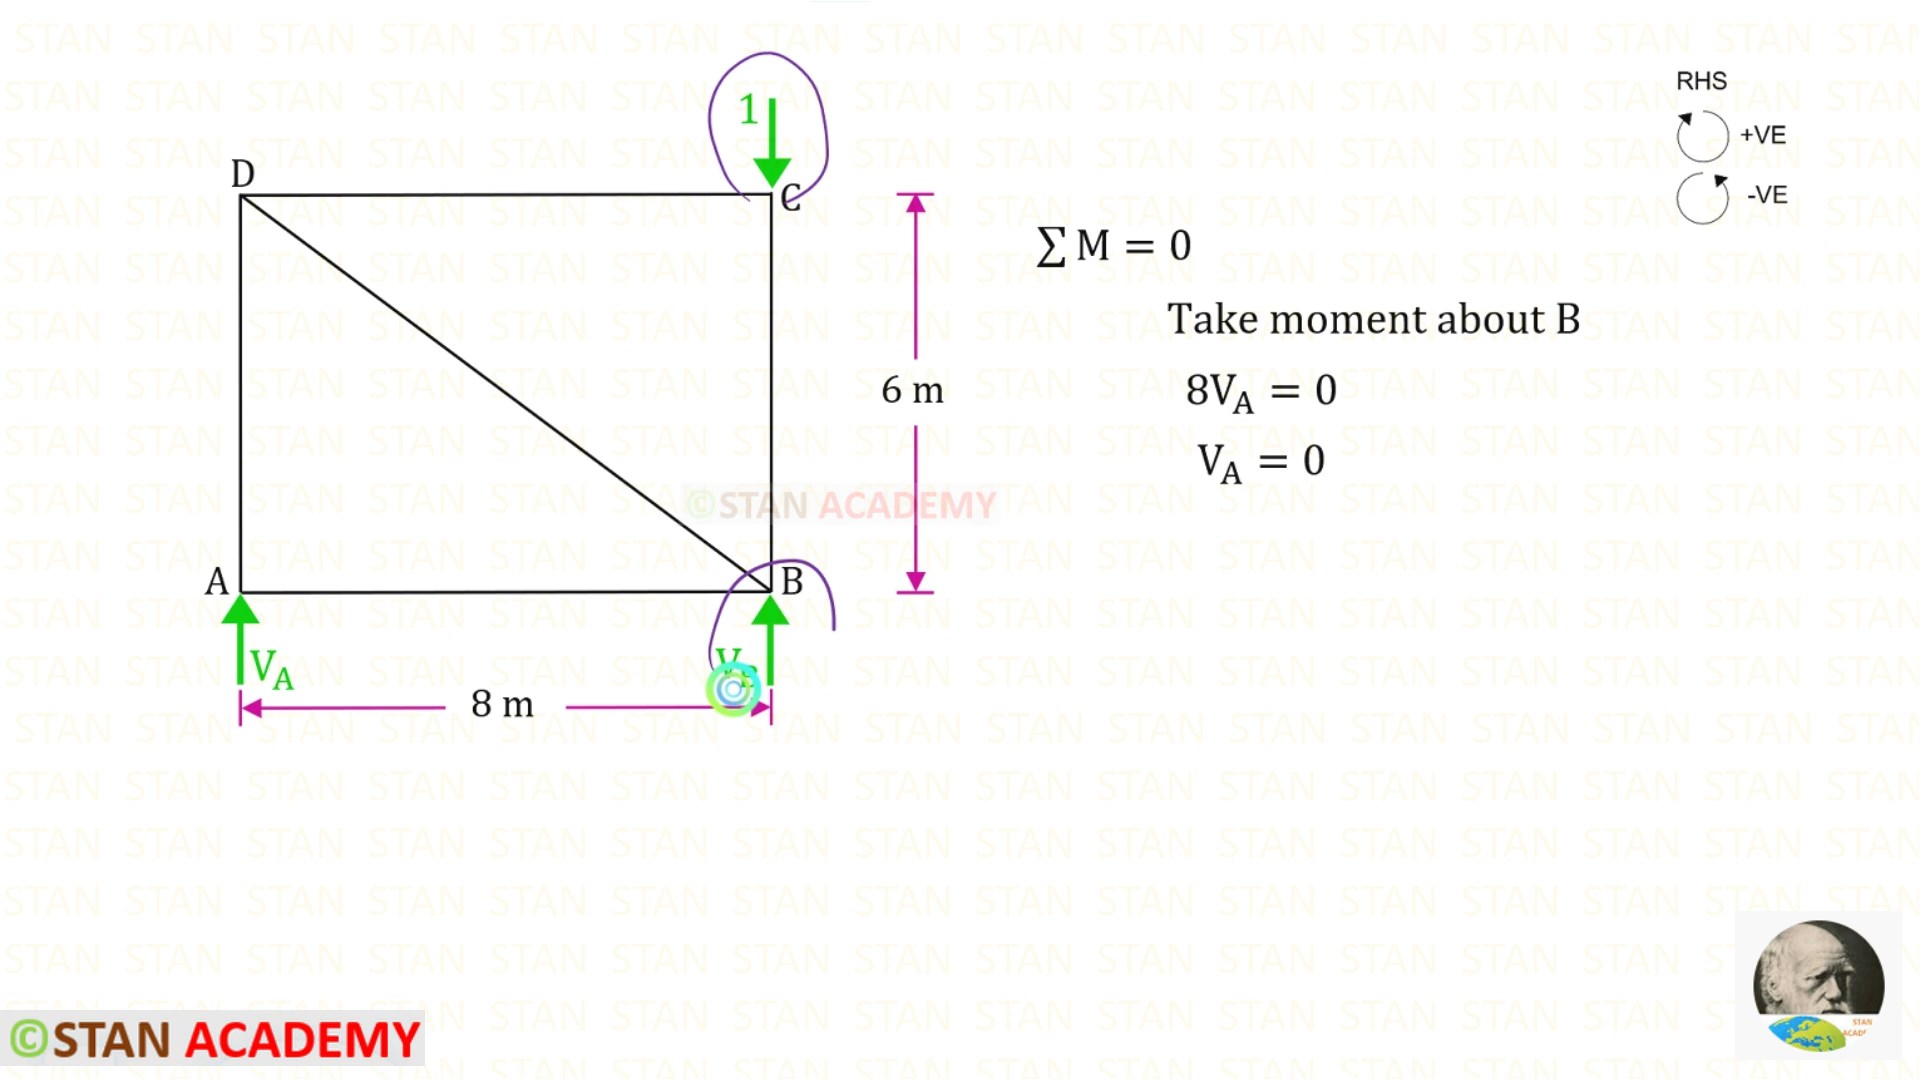 1
D
C
RHS
+VE
-VE
∑ M = 0
Take moment about B
8V_A = 0
V_A = 0
6 m
©STAN ACADEMY
A
B
V_A
8 m
©STAN ACADEMY